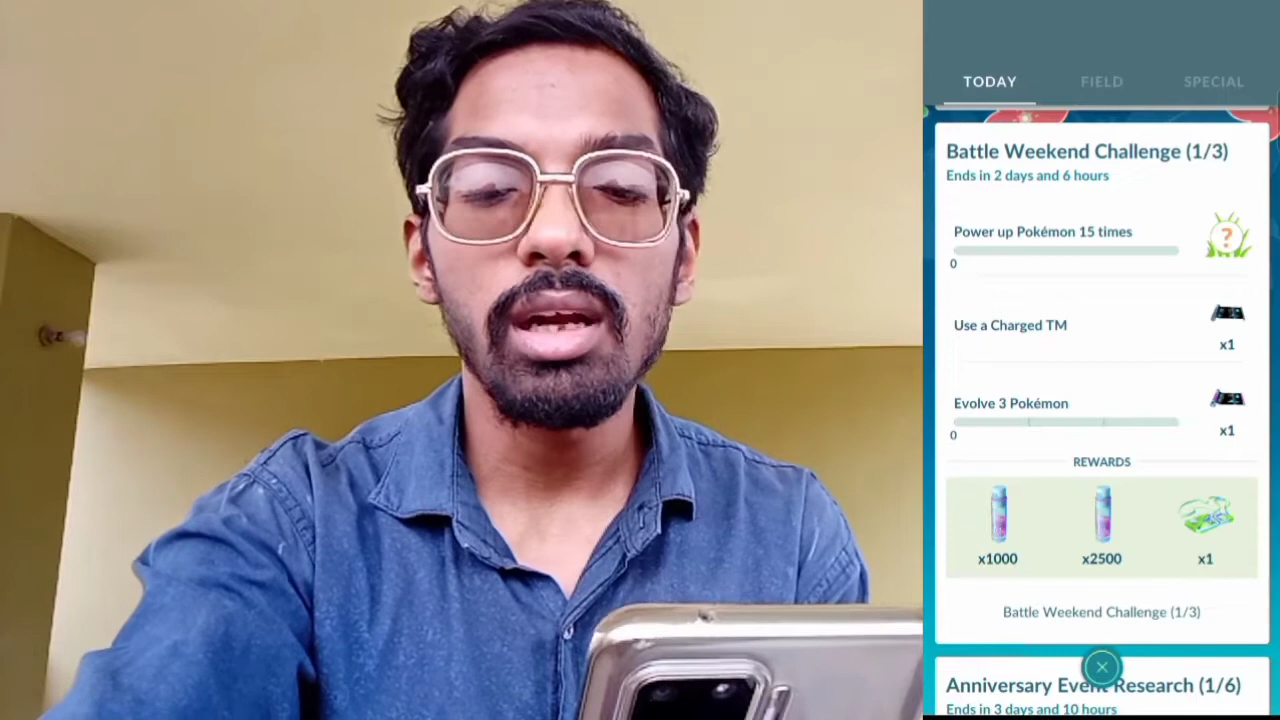 TODAY FIELD SPECIAL
Battle Weekend Challenge (1/3)
Ends in 2 days and 6 hours
Power up Pokémon 15 times
?
0
Use a Charged TM
x1
Evolve 3 Pokémon
x1
0
REWARDS
x1000 x2500 x1
Battle Weekend Challenge (1/3)
Anniversary Event Research (1/6)
Ends in 3 days and 10 hours